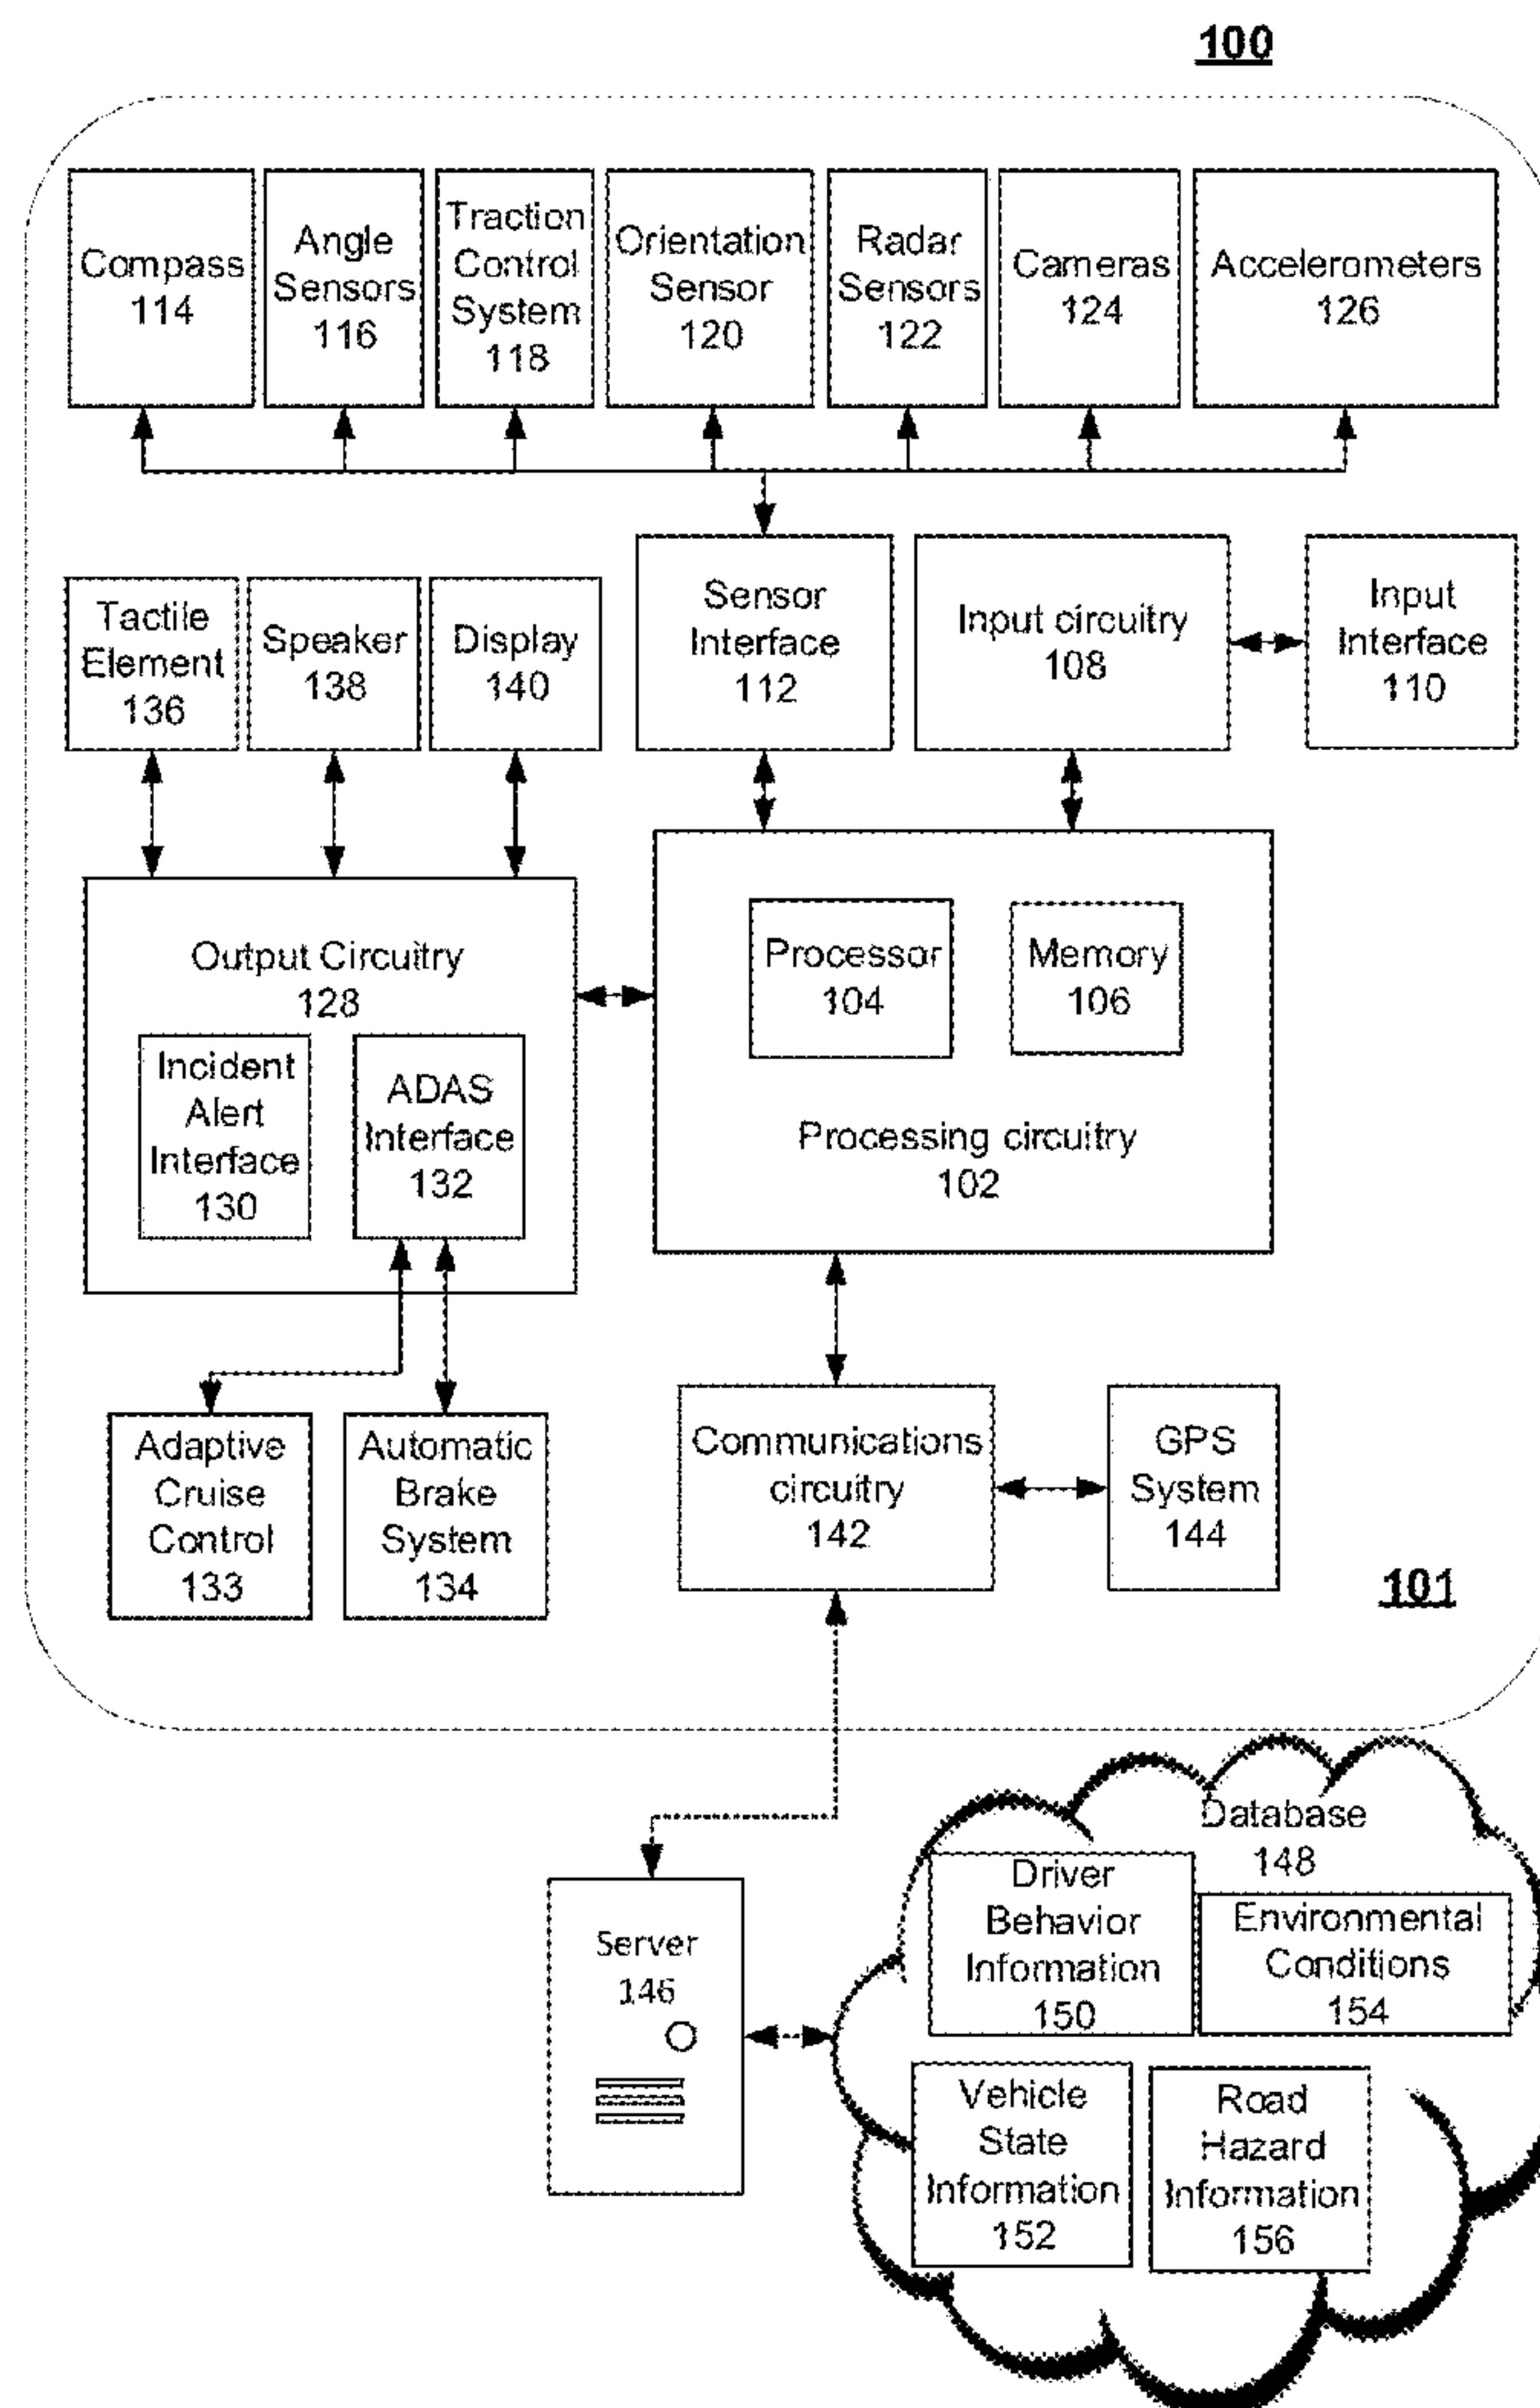 100
Compass
114
Angle
Sensors
116
Traction
Control
System
118
Orientation
Sensor
120
Radar
Sensors
122
Cameras
124
Accelerometers
126
Tactile
Element
136
Speaker
138
Display
140
Sensor
Interface
112
Input circuitry
108
Input
Interface
110
Output Circuitry
128
Incident
Alert
Interface
130
ADAS
Interface
132
Processor
104
Memory
106
Processing circuitry
102
Adaptive
Cruise
Control
133
Automatic
Brake
System
134
Communications
circuitry
142
GPS
System
144
101
Server
146
Database
148
Driver
Behavior
Information
150
Environmental
Conditions
154
Vehicle
State
Information
152
Road
Hazard
Information
156